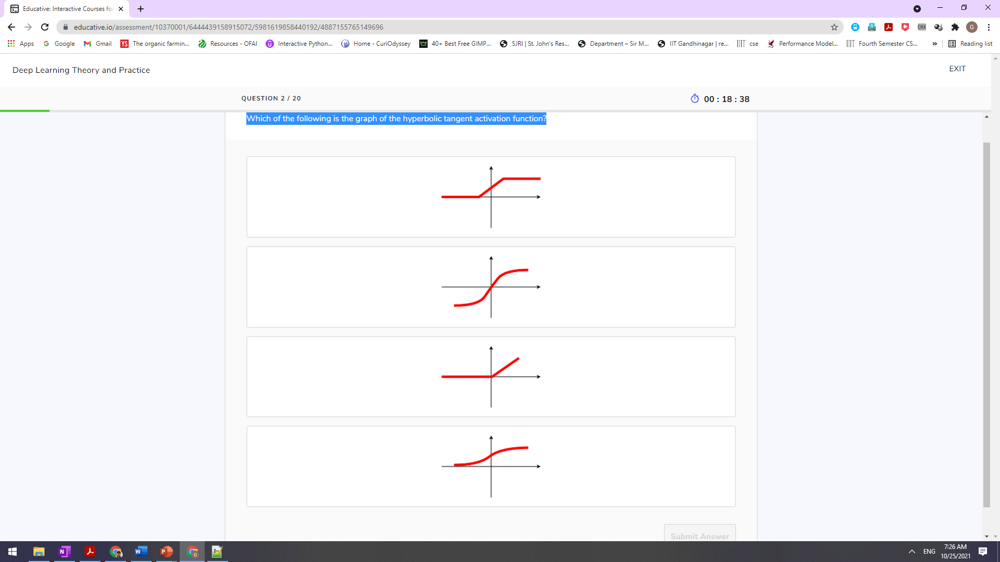 Educative: Interactive Courses for
educative.io/assessment/10370001/6444439158915072/5981619858440192/4887155765149696
CRX
G
Apps
Google
Gmail
YS The organic farmin...
Resources - OFAI
Interactive Python...
Home - CuriOdyssey
40+ Best Free GIMP...
SJRI | St. John's Res...
Department – Sir M...
IIT Gandhinagar | re...
cse
Performance Model...
Fourth Semester CS...
»
Reading list
Deep Learning Theory and Practice
EXIT
QUESTION 2 / 20
00 : 18 : 38
Which of the following is the graph of the hyperbolic tangent activation function?
Submit Answer
ENG
7:26 AM
10/25/2021